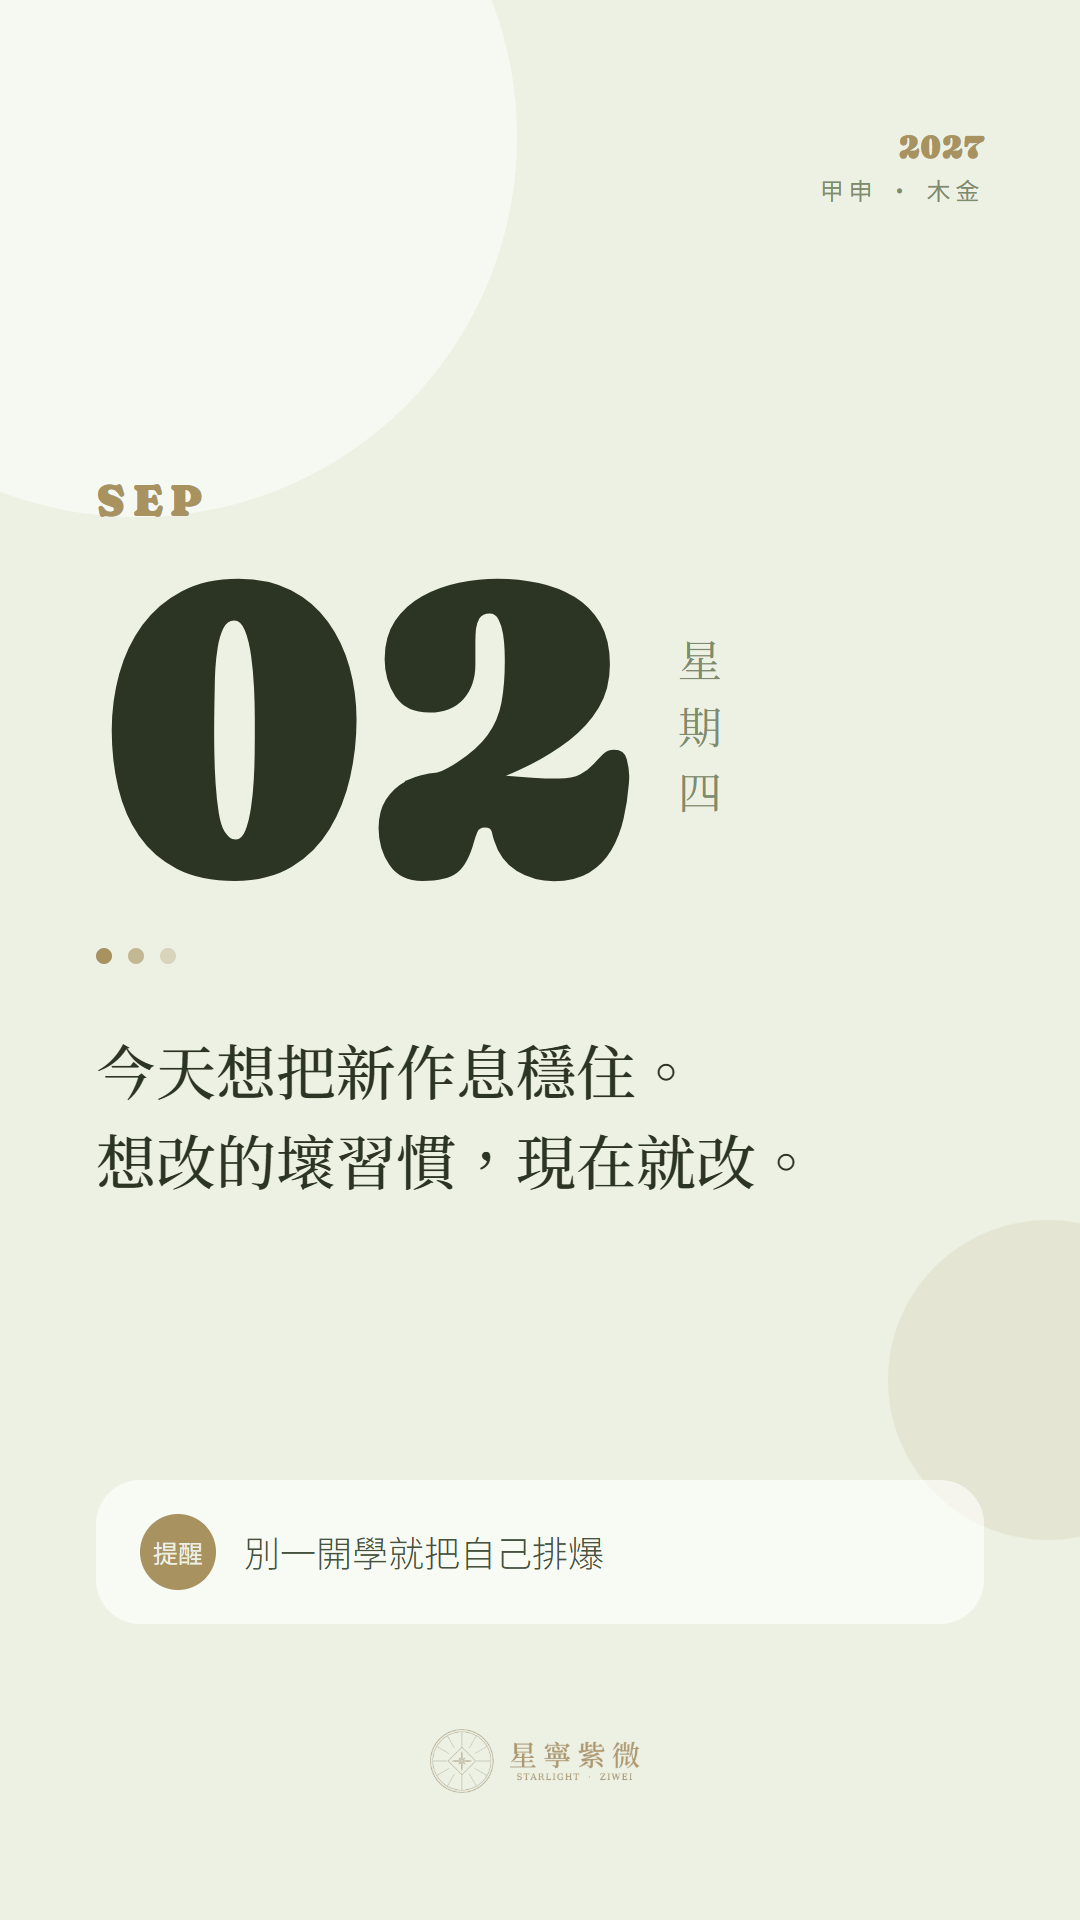 2027
甲申 · 木金
SEP
02
星期四
今天想把新作息穩住。
想改的壞習慣，現在就改。
提醒
別一開學就把自己排爆
星寧紫微
STARLIGHT · ZIWEI